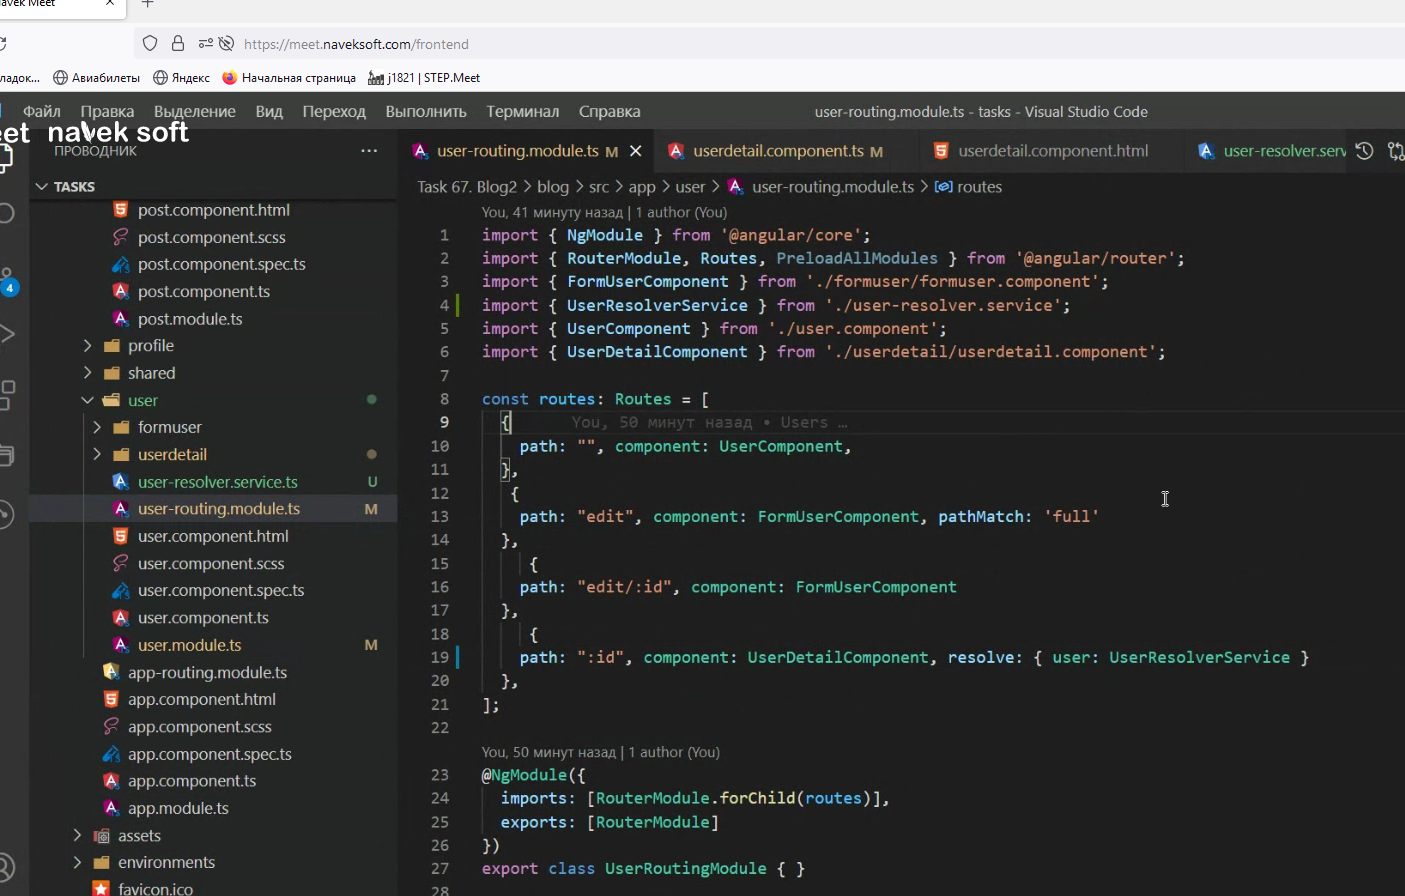 avek Meet
https://meet.naveksoft.com/frontend
ладок... Авиабилеты Яндекс Начальная страница j1821 | STEP.Meet
Файл Правка Выделение Вид Переход Выполнить Терминал Справка user-routing.module.ts - tasks - Visual Studio Code
eet navek soft
ПРОВОДНИК ...
TASKS
post.component.html
post.component.scss
post.component.spec.ts
post.component.ts
post.module.ts
profile
shared
user
formuser
userdetail
user-resolver.service.ts U
user-routing.module.ts M
user.component.html
user.component.scss
user.component.spec.ts
user.component.ts
user.module.ts M
app-routing.module.ts
app.component.html
app.component.scss
app.component.spec.ts
app.component.ts
app.module.ts
assets
environments
favicon.ico
4
user-routing.module.ts M userdetail.component.ts M userdetail.component.html user-resolver.serv
Task 67. Blog2 > blog > src > app > user > user-routing.module.ts > routes
You, 41 минуту назад | 1 author (You)
1 import { NgModule } from '@angular/core';
2 import { RouterModule, Routes, PreloadAllModules } from '@angular/router';
3 import { FormUserComponent } from './formuser/formuser.component';
4 import { UserResolverService } from './user-resolver.service';
5 import { UserComponent } from './user.component';
6 import { UserDetailComponent } from './userdetail/userdetail.component';
7
8 const routes: Routes = [
9 { You, 50 минут назад • Users …
10 path: "", component: UserComponent,
11 },
12 {
13 path: "edit", component: FormUserComponent, pathMatch: 'full'
14 },
15 {
16 path: "edit/:id", component: FormUserComponent
17 },
18 {
19 path: ":id", component: UserDetailComponent, resolve: { user: UserResolverService }
20 },
21 ];
22
You, 50 минут назад | 1 author (You)
23 @NgModule({
24 imports: [RouterModule.forChild(routes)],
25 exports: [RouterModule]
26 })
27 export class UserRoutingModule { }
28